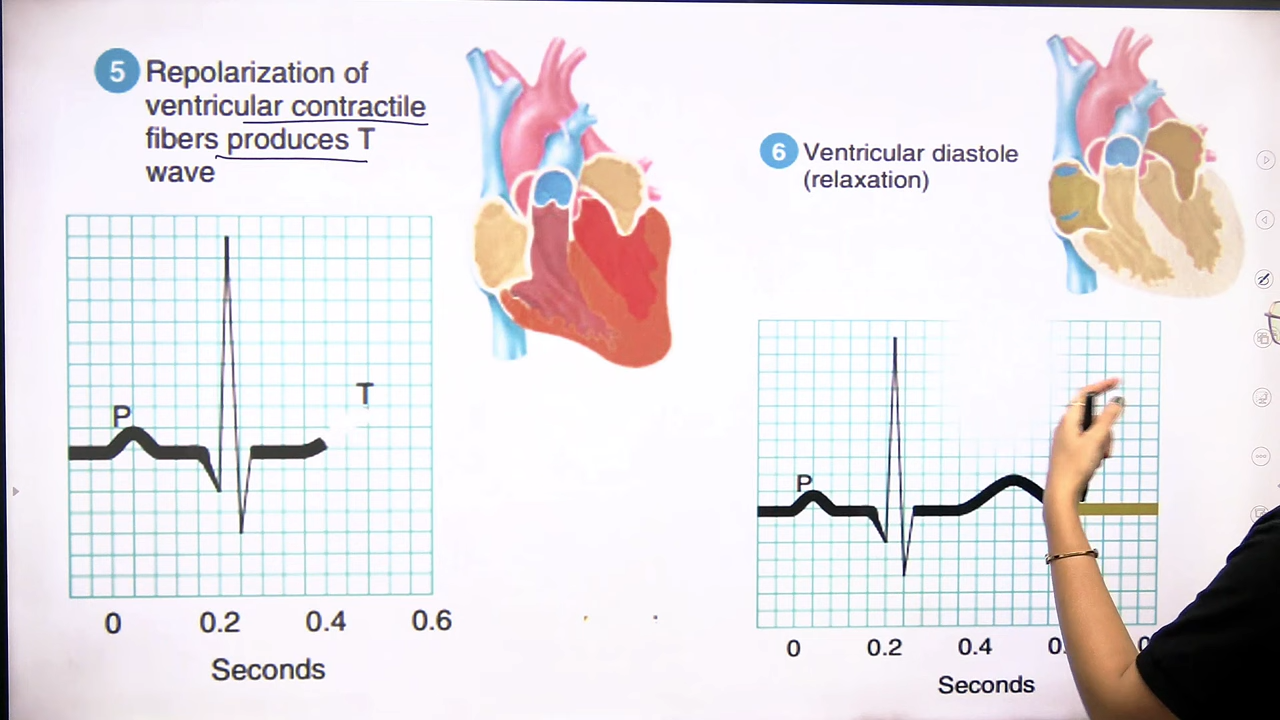 5 Repolarization of
ventricular contractile
fibers produces T
wave
P
T
0 0.2 0.4 0.6
Seconds
6 Ventricular diastole
(relaxation)
P
0 0.2 0.4
Seconds